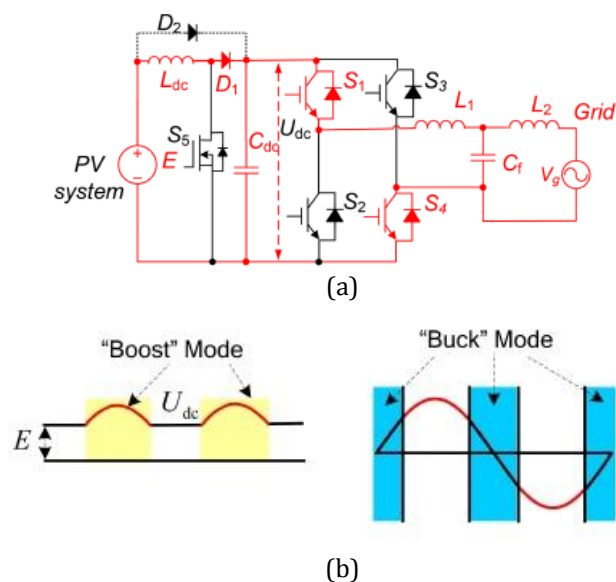 D2
Ldc
D1
S1
S3
L1
L2
Grid
S5
E
Cdc
Udc
PV
system
Cf
Vg
S2
S4
(a)
"Boost" Mode
"Buck" Mode
Udc
E
(b)